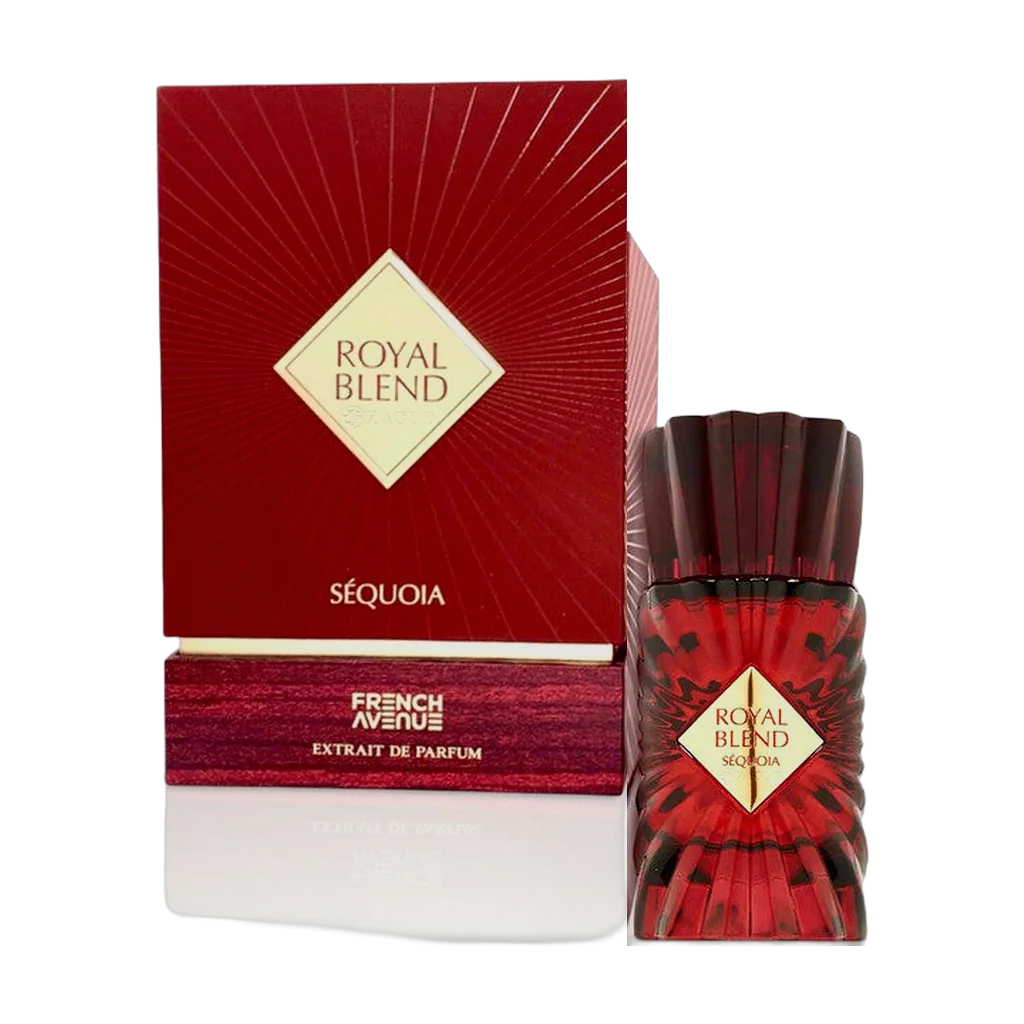 ROYAL
BLEND
SÉQUOIA
FRENCH
AVENUE
EXTRAIT DE PARFUM
ROYAL
BLEND
SÉQUOIA